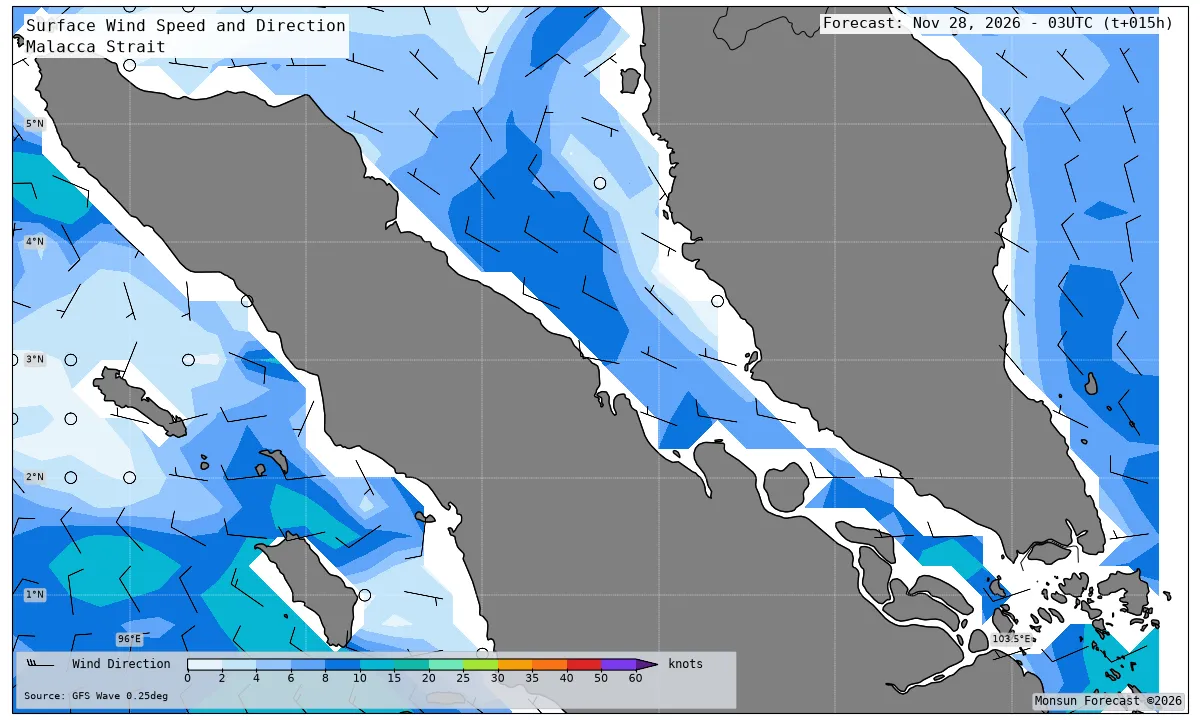 Surface Wind Speed and Direction
Malacca Strait
Forecast: Nov 28, 2026 - 03UTC (t+015h)
5°N
4°N
3°N
2°N
1°N
96°E
103.5°E
Wind Direction
0 2 4 6 8 10 15 20 25 30 35 40 50 60
knots
Source: GFS Wave 0.25deg
Monsun Forecast ©2026